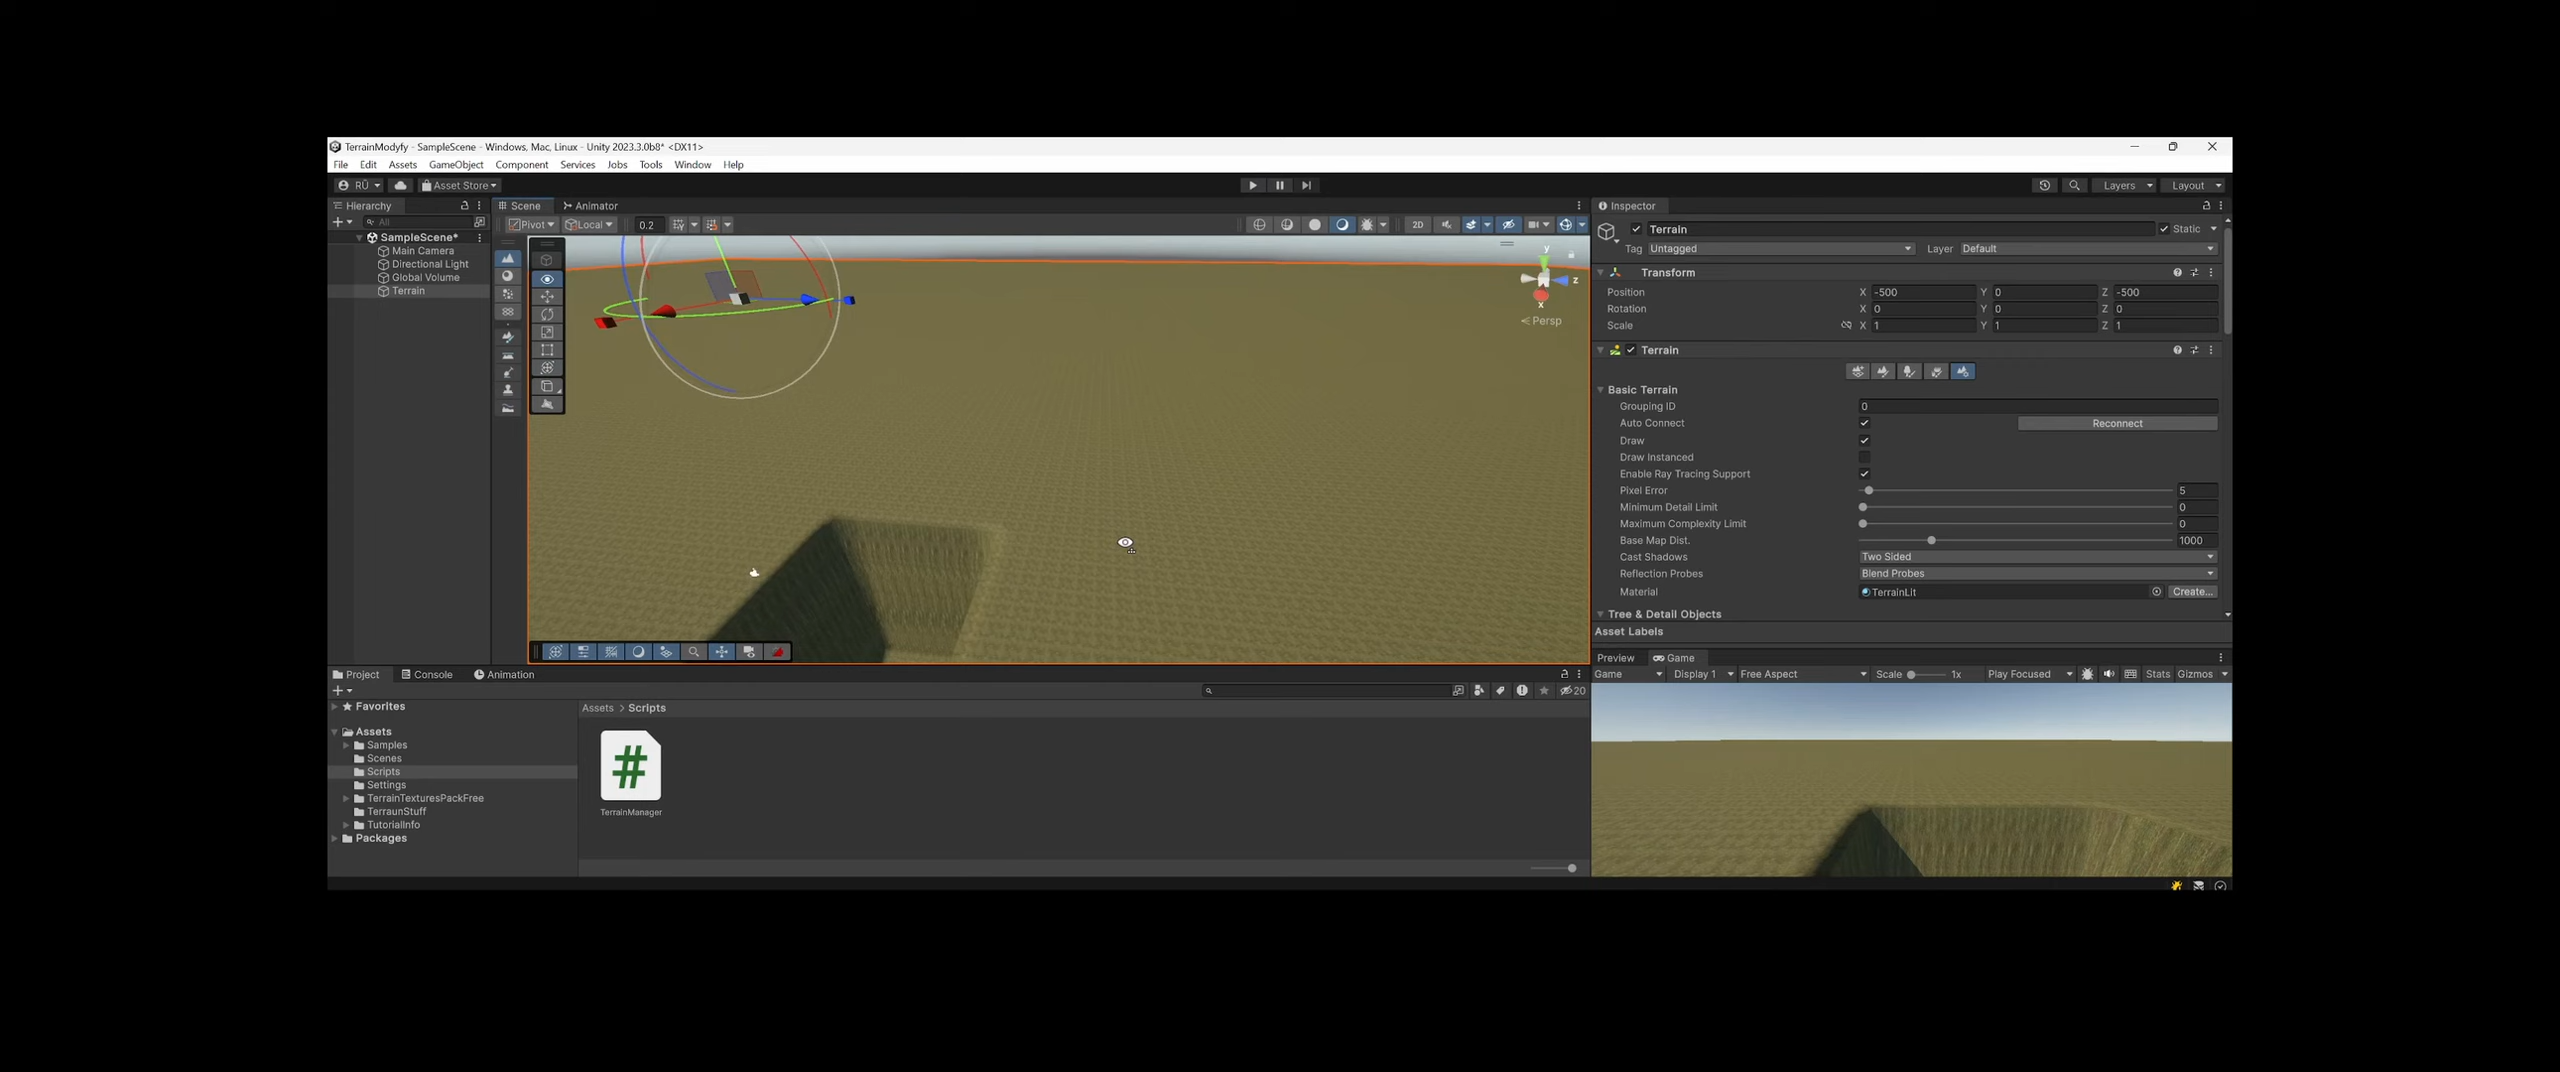 TerrainModyfy - SampleScene - Windows, Mac, Linux - Unity 2023.3.0b8* <DX11>
File Edit Assets GameObject Component Services Jobs Tools Window Help
RÜ Asset Store Layers Layout
Hierarchy Scene Animator Inspector
All Pivot Local 0.2 2D Terrain Static
SampleScene* Tag Untagged Layer Default
Main Camera
Directional Light
Global Volume
Terrain
y
z
x
Persp
Transform
Position X -500 Y 0 Z -500
Rotation X 0 Y 0 Z 0
Scale X 1 Y 1 Z 1
Terrain
Basic Terrain
Grouping ID 0
Auto Connect Reconnect
Draw
Draw Instanced
Enable Ray Tracing Support
Pixel Error 5
Minimum Detail Limit 0
Maximum Complexity Limit 0
Base Map Dist. 1000
Cast Shadows Two Sided
Reflection Probes Blend Probes
Material TerrainLit Create...
Tree & Detail Objects
Asset Labels
Preview Game
Game Display 1 Free Aspect Scale 1x Play Focused Stats Gizmos
Project Console Animation
20
Favorites
Assets
Samples
Scenes
Scripts
Settings
TerrainTexturesPackFree
TerraunStuff
TutorialInfo
Packages
Assets > Scripts
#
TerrainManager